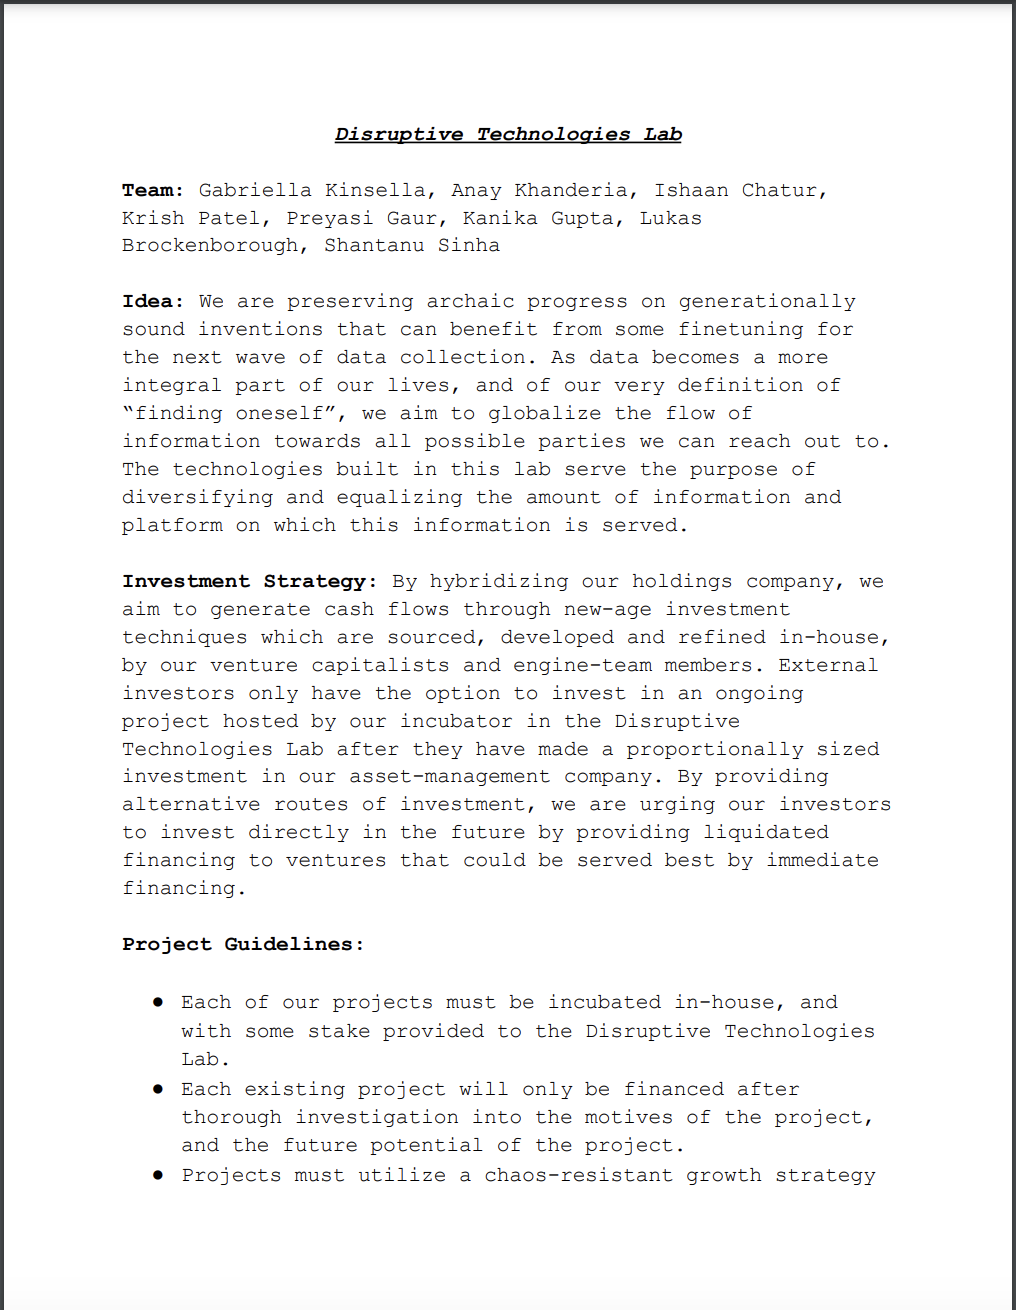 Disruptive Technologies Lab
Team: Gabriella Kinsella, Anay Khanderia, Ishaan Chatur,
Krish Patel, Preyasi Gaur, Kanika Gupta, Lukas
Brockenborough, Shantanu Sinha
Idea: We are preserving archaic progress on generationally
sound inventions that can benefit from some finetuning for
the next wave of data collection. As data becomes a more
integral part of our lives, and of our very definition of
“finding oneself”, we aim to globalize the flow of
information towards all possible parties we can reach out to.
The technologies built in this lab serve the purpose of
diversifying and equalizing the amount of information and
platform on which this information is served.
Investment Strategy: By hybridizing our holdings company, we
aim to generate cash flows through new-age investment
techniques which are sourced, developed and refined in-house,
by our venture capitalists and engine-team members. External
investors only have the option to invest in an ongoing
project hosted by our incubator in the Disruptive
Technologies Lab after they have made a proportionally sized
investment in our asset-management company. By providing
alternative routes of investment, we are urging our investors
to invest directly in the future by providing liquidated
financing to ventures that could be served best by immediate
financing.
Project Guidelines:
● Each of our projects must be incubated in-house, and
with some stake provided to the Disruptive Technologies
Lab.
● Each existing project will only be financed after
thorough investigation into the motives of the project,
and the future potential of the project.
● Projects must utilize a chaos-resistant growth strategy